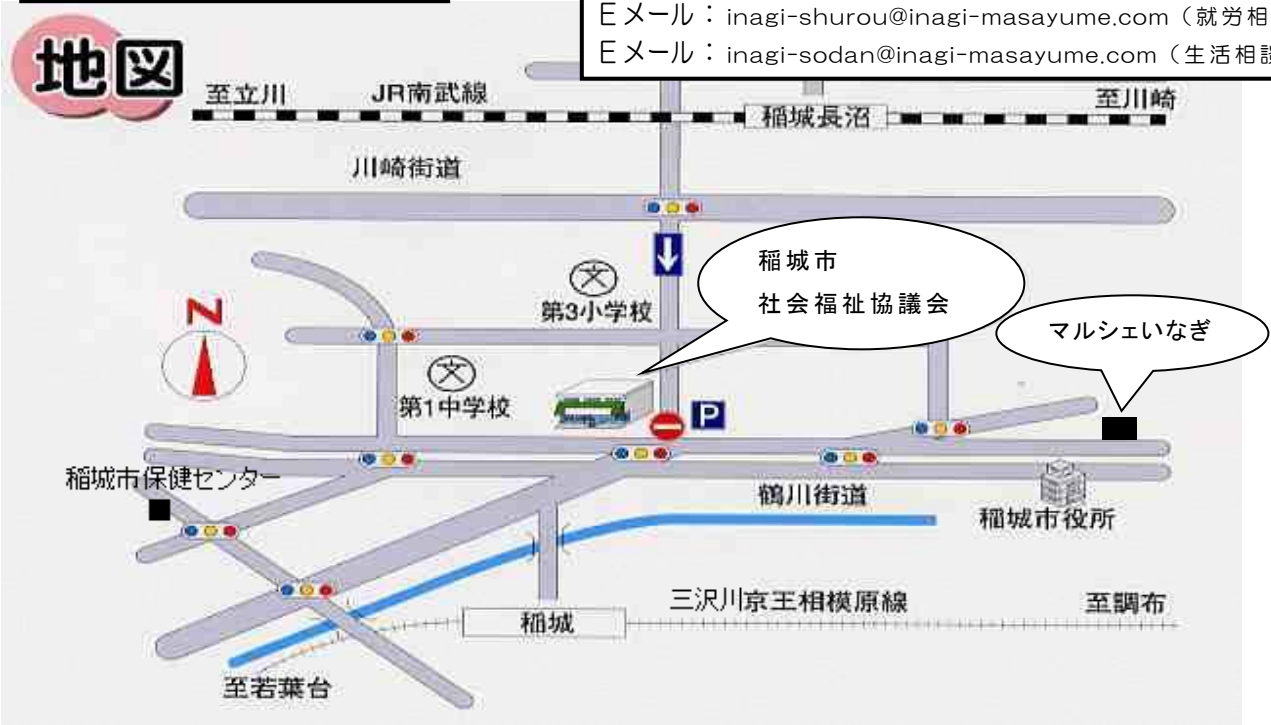 Eメール：inagi-shurou@inagi-masayume.com（就労相
Eメール：inagi-sodan@inagi-masayume.com（生活相談
地図
至立川
JR南武線
稲城長沼
至川崎
川崎街道
稲城市
社会福祉協議会
第3小学校
マルシェいなぎ
N
第1中学校
P
稲城市保健センター
鶴川街道
稲城市役所
三沢川京王相模原線
至調布
稲城
至若葉台